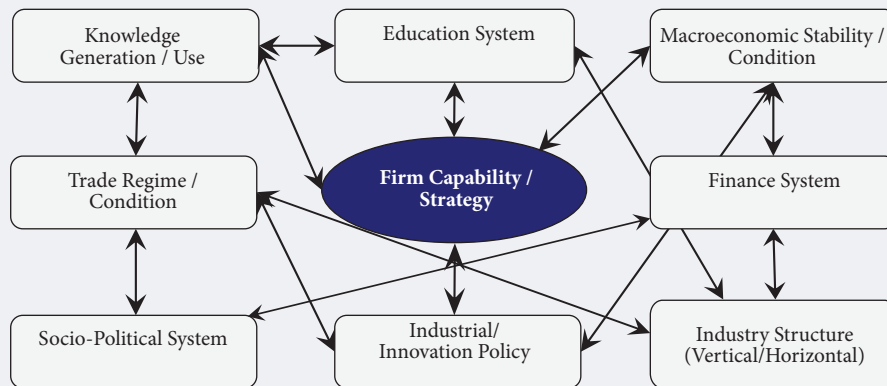 Knowledge
Generation / Use
Education System
Macroeconomic Stability /
Condition
Trade Regime /
Condition
Firm Capability /
Strategy
Finance System
Socio-Political System
Industrial/
Innovation Policy
Industry Structure
(Vertical/Horizontal)